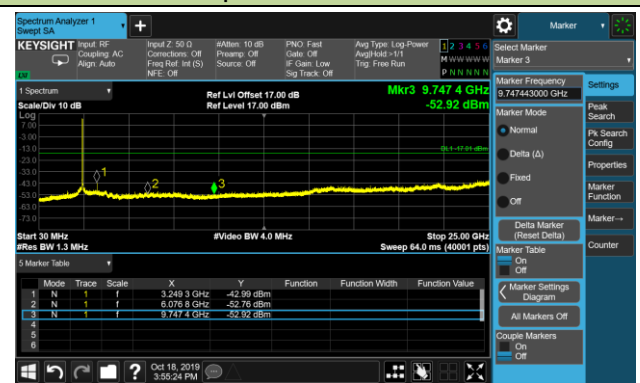 Spectrum Analyzer 1
Swept SA
Marker
KEYSIGHT
Input: RF
Coupling: AC
Align: Auto
Input Z: 50 Ω
Corrections: Off
Freq Ref: Int (S)
NFE: Off
#Atten: 10 dB
Preamp: Off
Source: Off
PNO: Fast
Gate: Off
IF Gain: Low
Sig Track: Off
Avg Type: Log-Power
Avg|Hold:>1/1
Trig: Free Run
1 2 3 4 5 6
M W W W W W
P N N N N N
Select Marker
Marker 3
1 Spectrum
Scale/Div 10 dB
Ref Lvl Offset 17.00 dB
Ref Level 17.00 dBm
Mkr3 9.747 4 GHz
-52.92 dBm
Log
7.00
-3.00
-13.0
-23.0
-33.0
-43.0
-53.0
-63.0
-73.0
DL1 -17.01 dBm
1
2
3
Start 30 MHz
#Res BW 1.3 MHz
#Video BW 4.0 MHz
Stop 25.00 GHz
Sweep 64.0 ms (40001 pts)
5 Marker Table
Mode Trace Scale X Y Function Function Width Function Value
1 N 1 f 3.249 3 GHz -42.99 dBm
2 N 1 f 6.076 8 GHz -52.76 dBm
3 N 1 f 9.747 4 GHz -52.92 dBm
4
5
6
Marker Frequency
9.747443000 GHz
Marker Mode
Normal
Delta (Δ)
Fixed
Off
Delta Marker
(Reset Delta)
Marker Table
On
Off
Marker Settings
Diagram
All Markers Off
Couple Markers
On
Off
Settings
Peak
Search
Pk Search
Config
Properties
Marker
Function
Marker→
Counter
Oct 18, 2019
3:55:24 PM